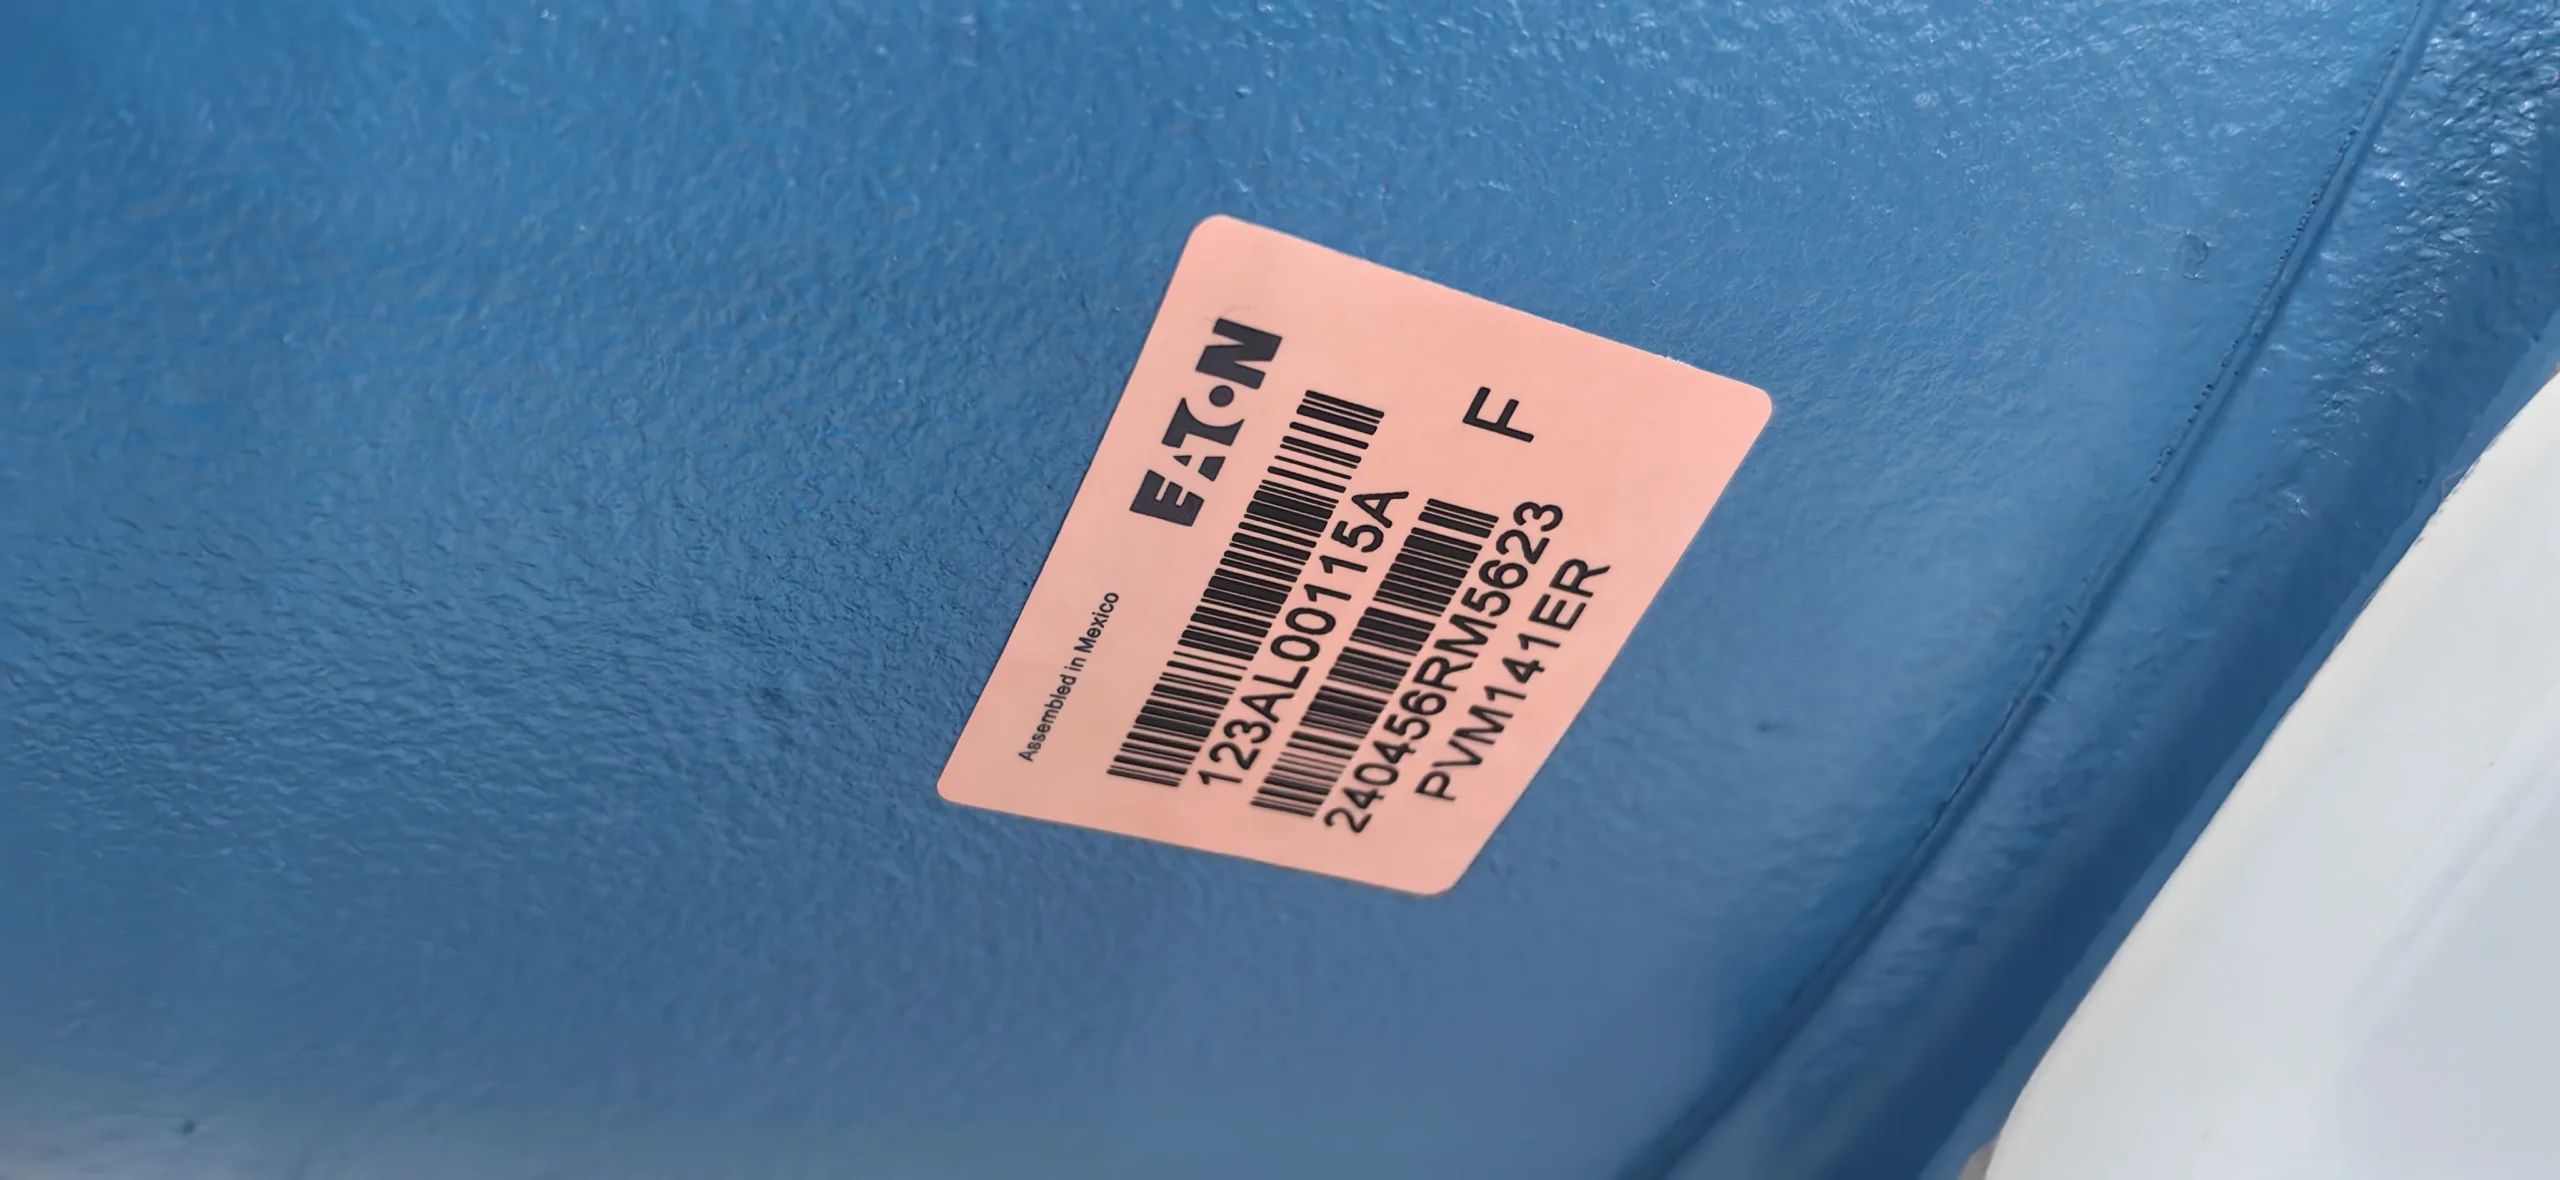 Assembled in Mexico
EATON
123AL00115A
240456RM5623
F
PVM141ER